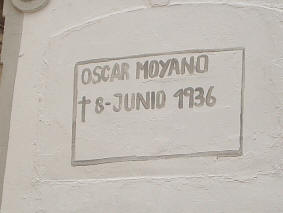 OSCAR MOYANO
† 8-JUNIO 1936